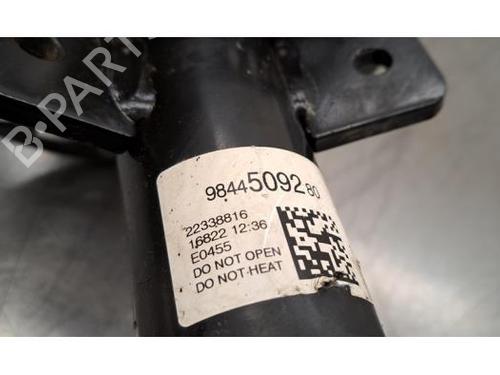 B-PARTS
9844509280
22338816
16822 12:36
E0455
DO NOT OPEN
DO NOT HEAT